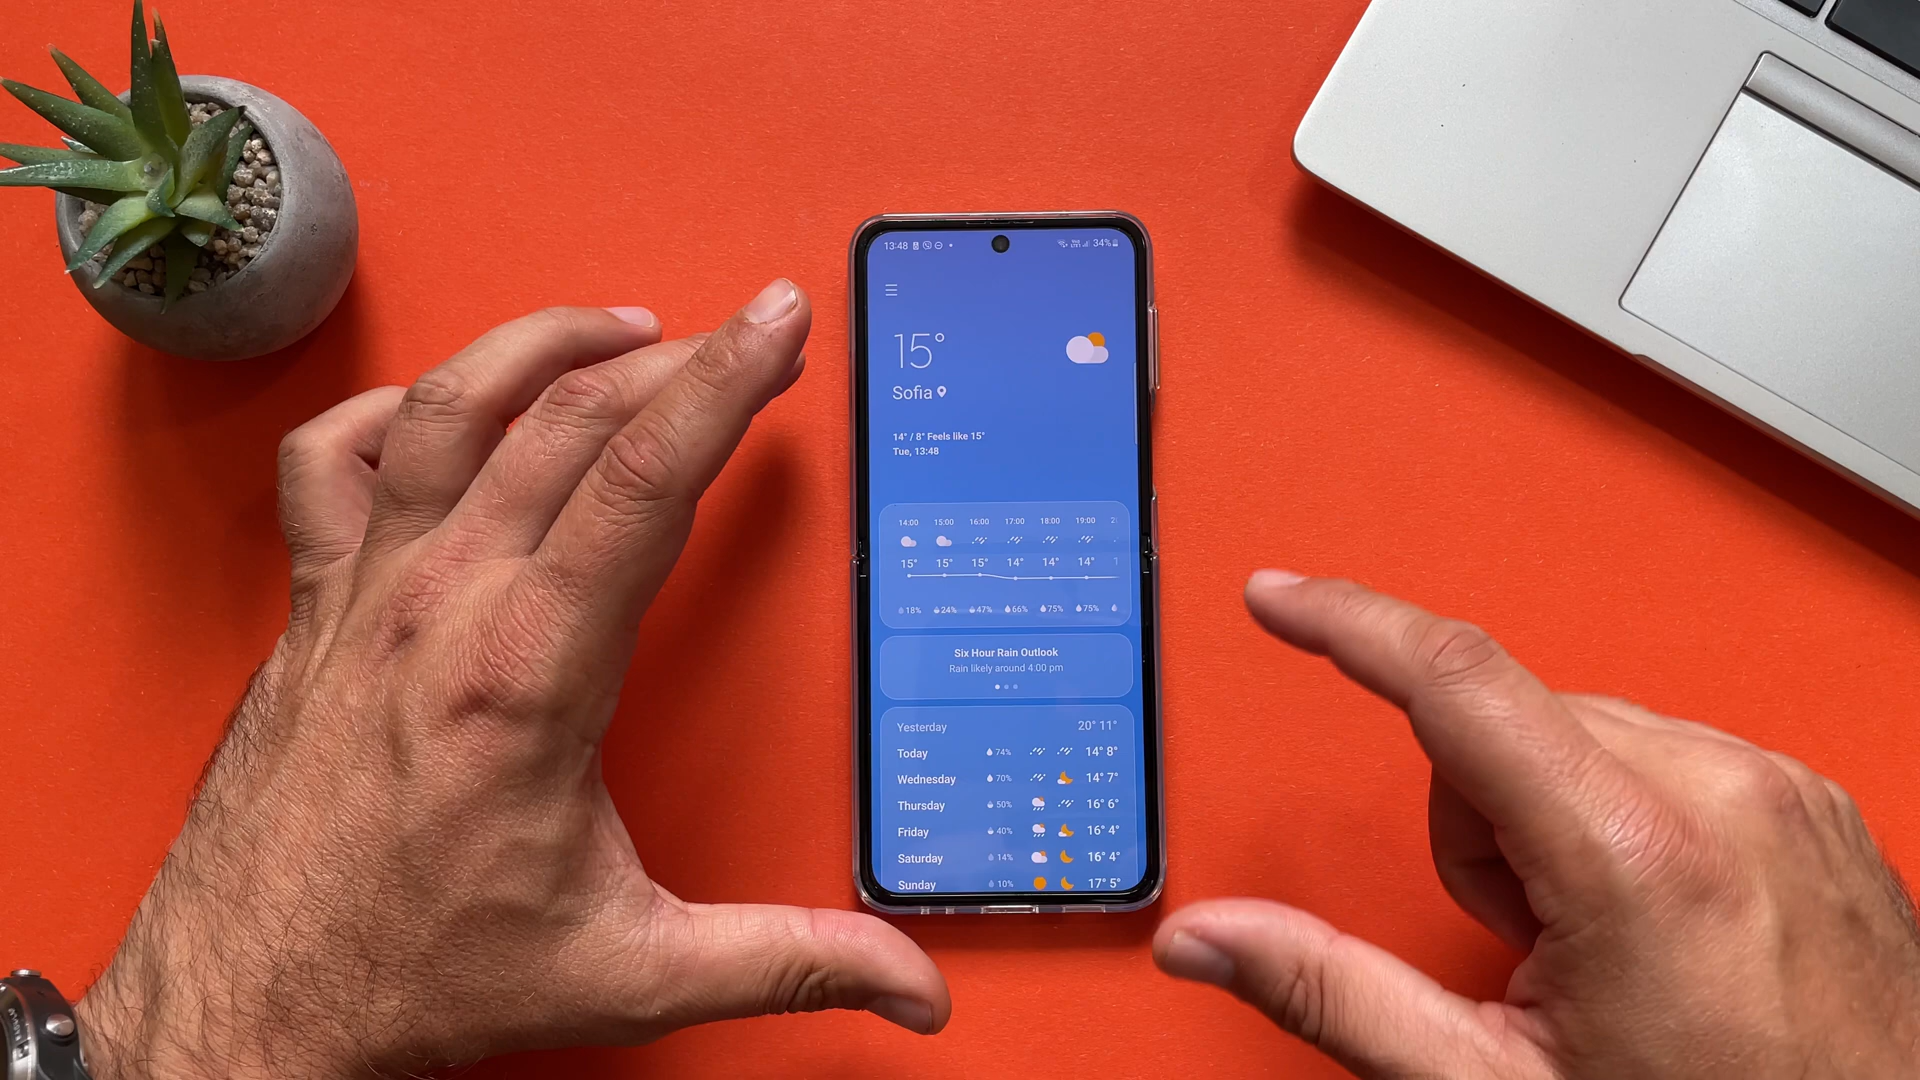 13:48 34%
15°
Sofia
14° / 8° Feels like 15°
Tue, 13:48
14:00 15:00 16:00 17:00 18:00 19:00
15° 15° 15° 14° 14° 14°
18% 24% 47% 66% 75% 75%
Six Hour Rain Outlook
Rain likely around 4:00 pm
Yesterday 20° 11°
Today 74% 14° 8°
Wednesday 70% 14° 7°
Thursday 50% 16° 6°
Friday 40% 16° 4°
Saturday 14% 16° 4°
Sunday 10% 17° 5°